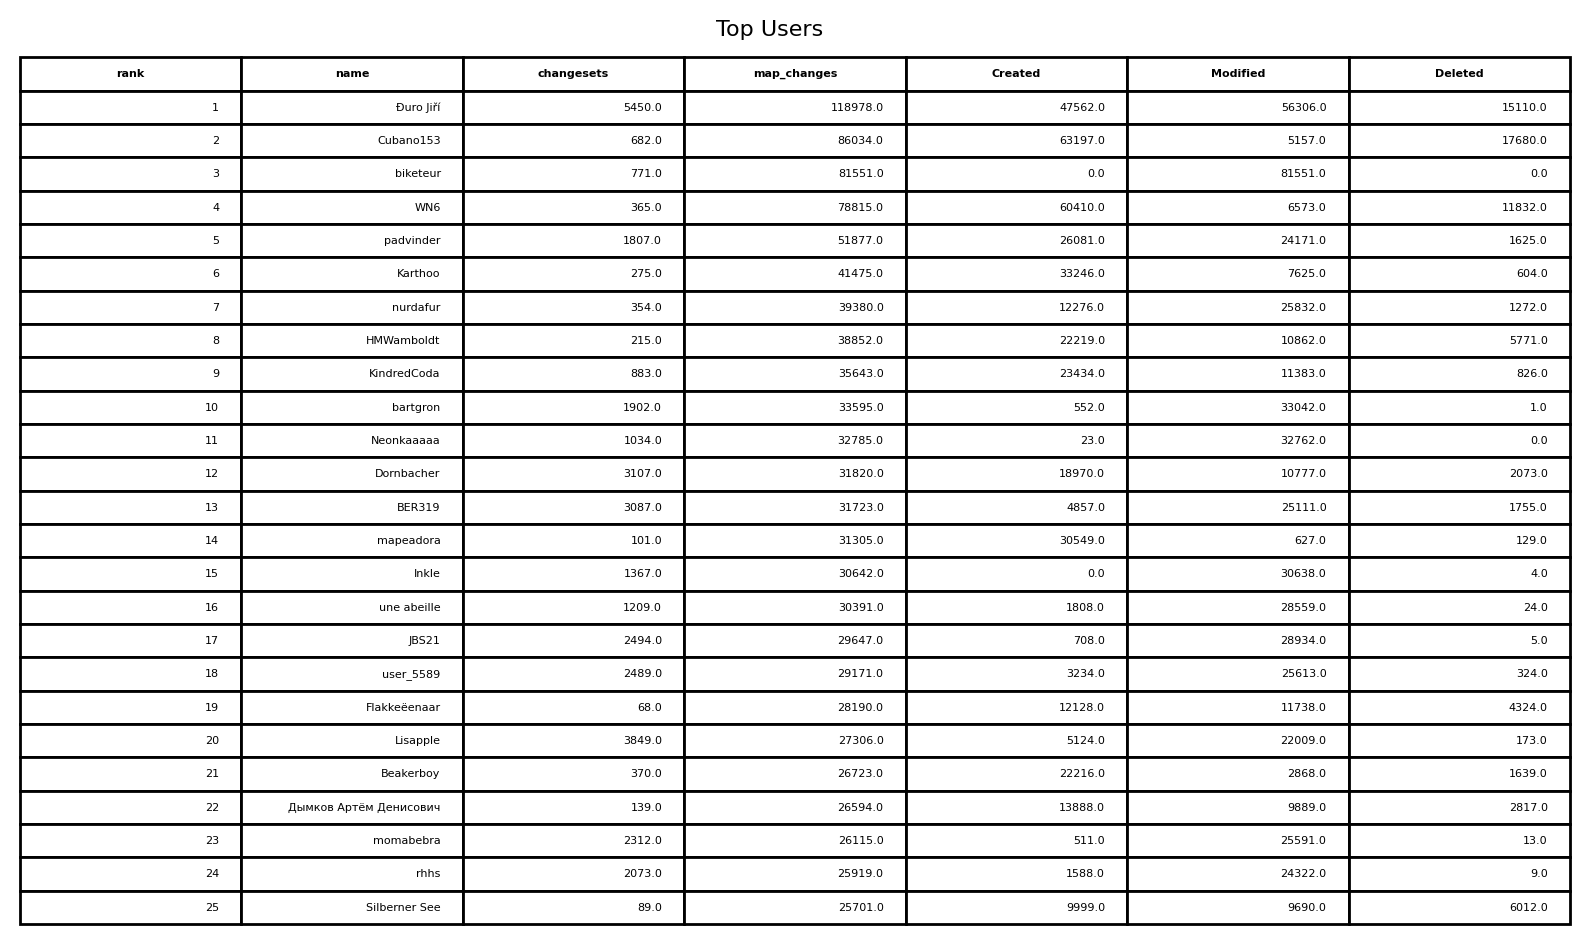 Top Users
rank name changesets map_changes Created Modified Deleted
1 Đuro Jiří 5450.0 118978.0 47562.0 56306.0 15110.0
2 Cubano153 682.0 86034.0 63197.0 5157.0 17680.0
3 biketeur 771.0 81551.0 0.0 81551.0 0.0
4 WN6 365.0 78815.0 60410.0 6573.0 11832.0
5 padvinder 1807.0 51877.0 26081.0 24171.0 1625.0
6 Karthoo 275.0 41475.0 33246.0 7625.0 604.0
7 nurdafur 354.0 39380.0 12276.0 25832.0 1272.0
8 HMWamboldt 215.0 38852.0 22219.0 10862.0 5771.0
9 KindredCoda 883.0 35643.0 23434.0 11383.0 826.0
10 bartgron 1902.0 33595.0 552.0 33042.0 1.0
11 Neonkaaaaa 1034.0 32785.0 23.0 32762.0 0.0
12 Dornbacher 3107.0 31820.0 18970.0 10777.0 2073.0
13 BER319 3087.0 31723.0 4857.0 25111.0 1755.0
14 mapeadora 101.0 31305.0 30549.0 627.0 129.0
15 Inkle 1367.0 30642.0 0.0 30638.0 4.0
16 une abeille 1209.0 30391.0 1808.0 28559.0 24.0
17 JBS21 2494.0 29647.0 708.0 28934.0 5.0
18 user_5589 2489.0 29171.0 3234.0 25613.0 324.0
19 Flakkeëenaar 68.0 28190.0 12128.0 11738.0 4324.0
20 Lisapple 3849.0 27306.0 5124.0 22009.0 173.0
21 Beakerboy 370.0 26723.0 22216.0 2868.0 1639.0
22 Дымков Артём Денисович 139.0 26594.0 13888.0 9889.0 2817.0
23 momabebra 2312.0 26115.0 511.0 25591.0 13.0
24 rhhs 2073.0 25919.0 1588.0 24322.0 9.0
25 Silberner See 89.0 25701.0 9999.0 9690.0 6012.0